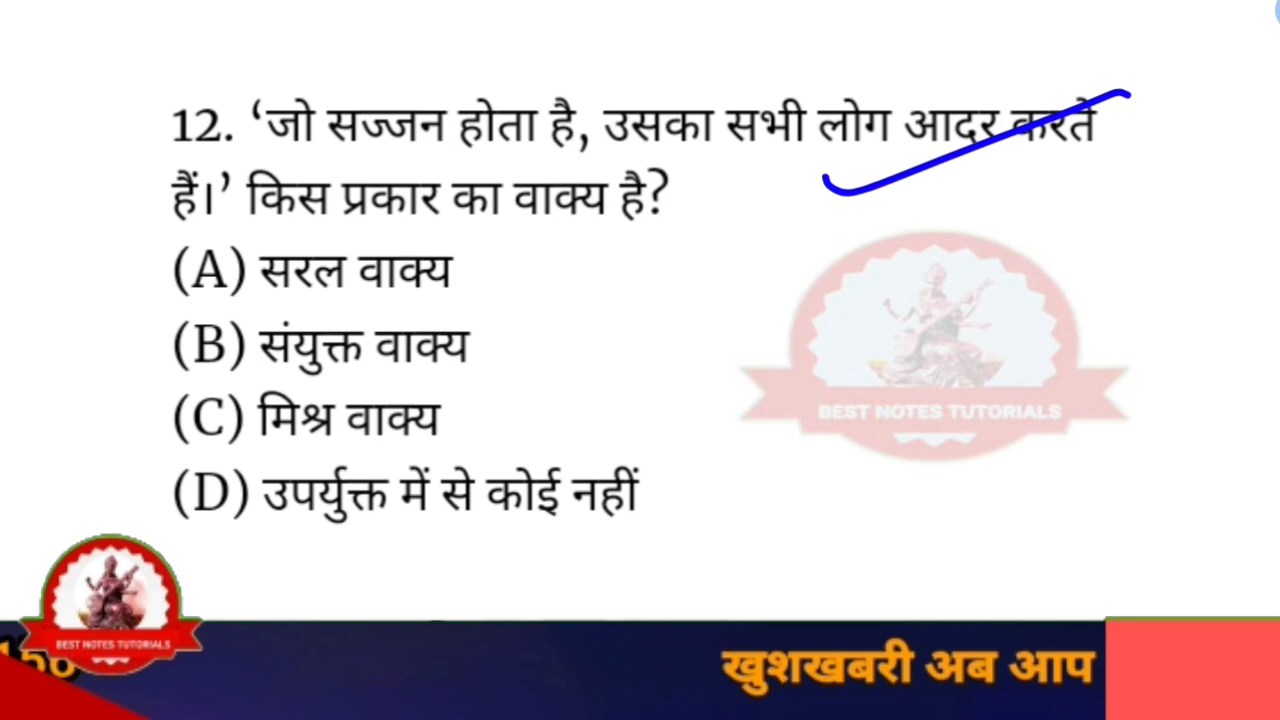 12. ‘जो सज्जन होता है, उसका सभी लोग आदर करते
हैं।’ किस प्रकार का वाक्य है?
(A) सरल वाक्य
(B) संयुक्त वाक्य
(C) मिश्र वाक्य
(D) उपर्युक्त में से कोई नहीं
BEST NOTES TUTORIALS
BEST NOTES TUTORIALS
खुशखबरी अब आप